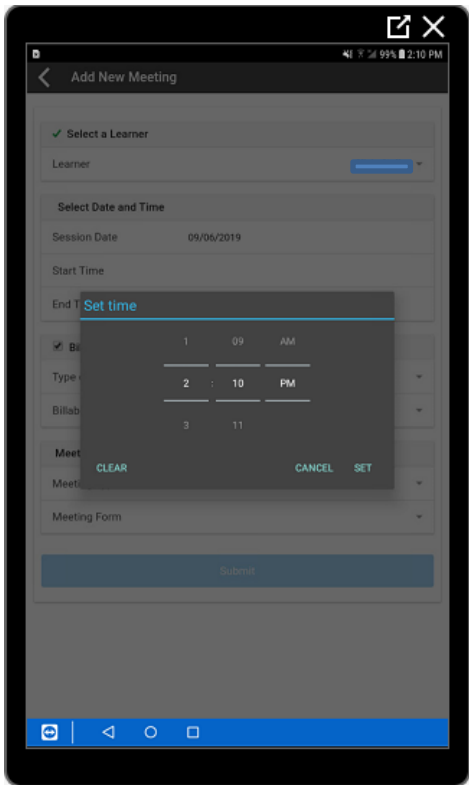 99% 2:10 PM
Add New Meeting
✓ Select a Learner
Learner
Select Date and Time
Session Date 09/06/2019
Start Time
End T
Set time
1 09 AM
2 : 10 PM
3 11
CLEAR CANCEL SET
Bi
Type
Billab
Meet
Meeti
Meeting Form
Submit